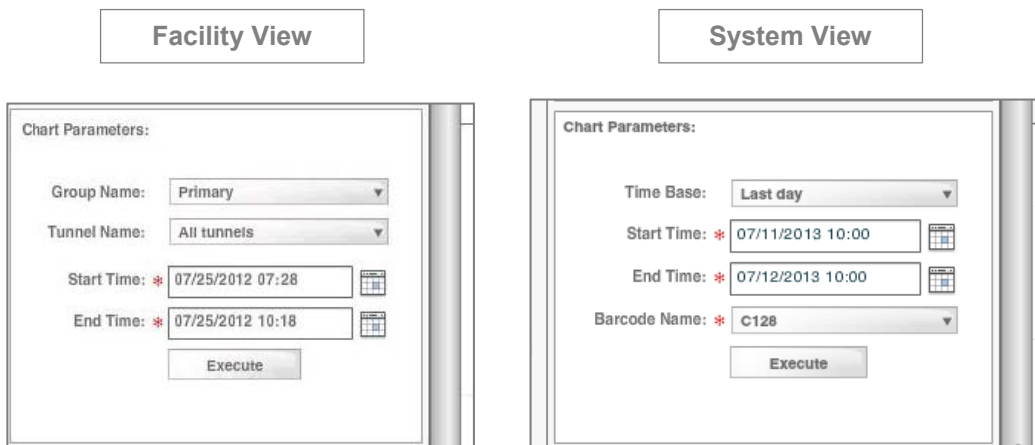 Facility View
Chart Parameters:
Group Name: Primary
Tunnel Name: All tunnels
Start Time: * 07/25/2012 07:28
End Time: * 07/25/2012 10:18
Execute
System View
Chart Parameters:
Time Base: Last day
Start Time: * 07/11/2013 10:00
End Time: * 07/12/2013 10:00
Barcode Name: * C128
Execute